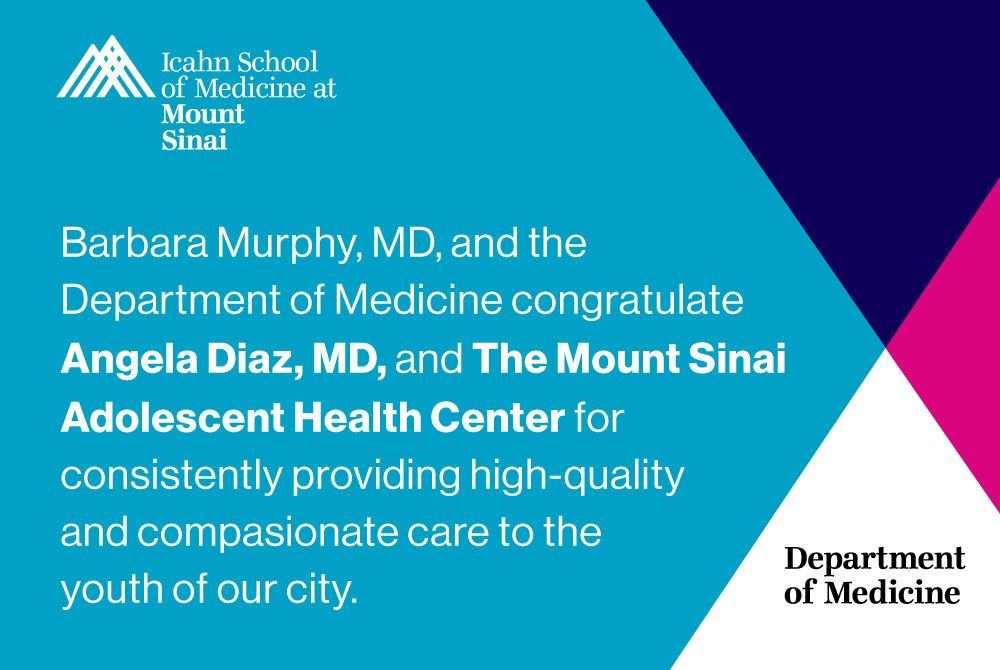 Icahn School
of Medicine at
Mount
Sinai
Barbara Murphy, MD, and the
Department of Medicine congratulate
Angela Diaz, MD, and The Mount Sinai
Adolescent Health Center for
consistently providing high-quality
and compasionate care to the
youth of our city.
Department
of Medicine